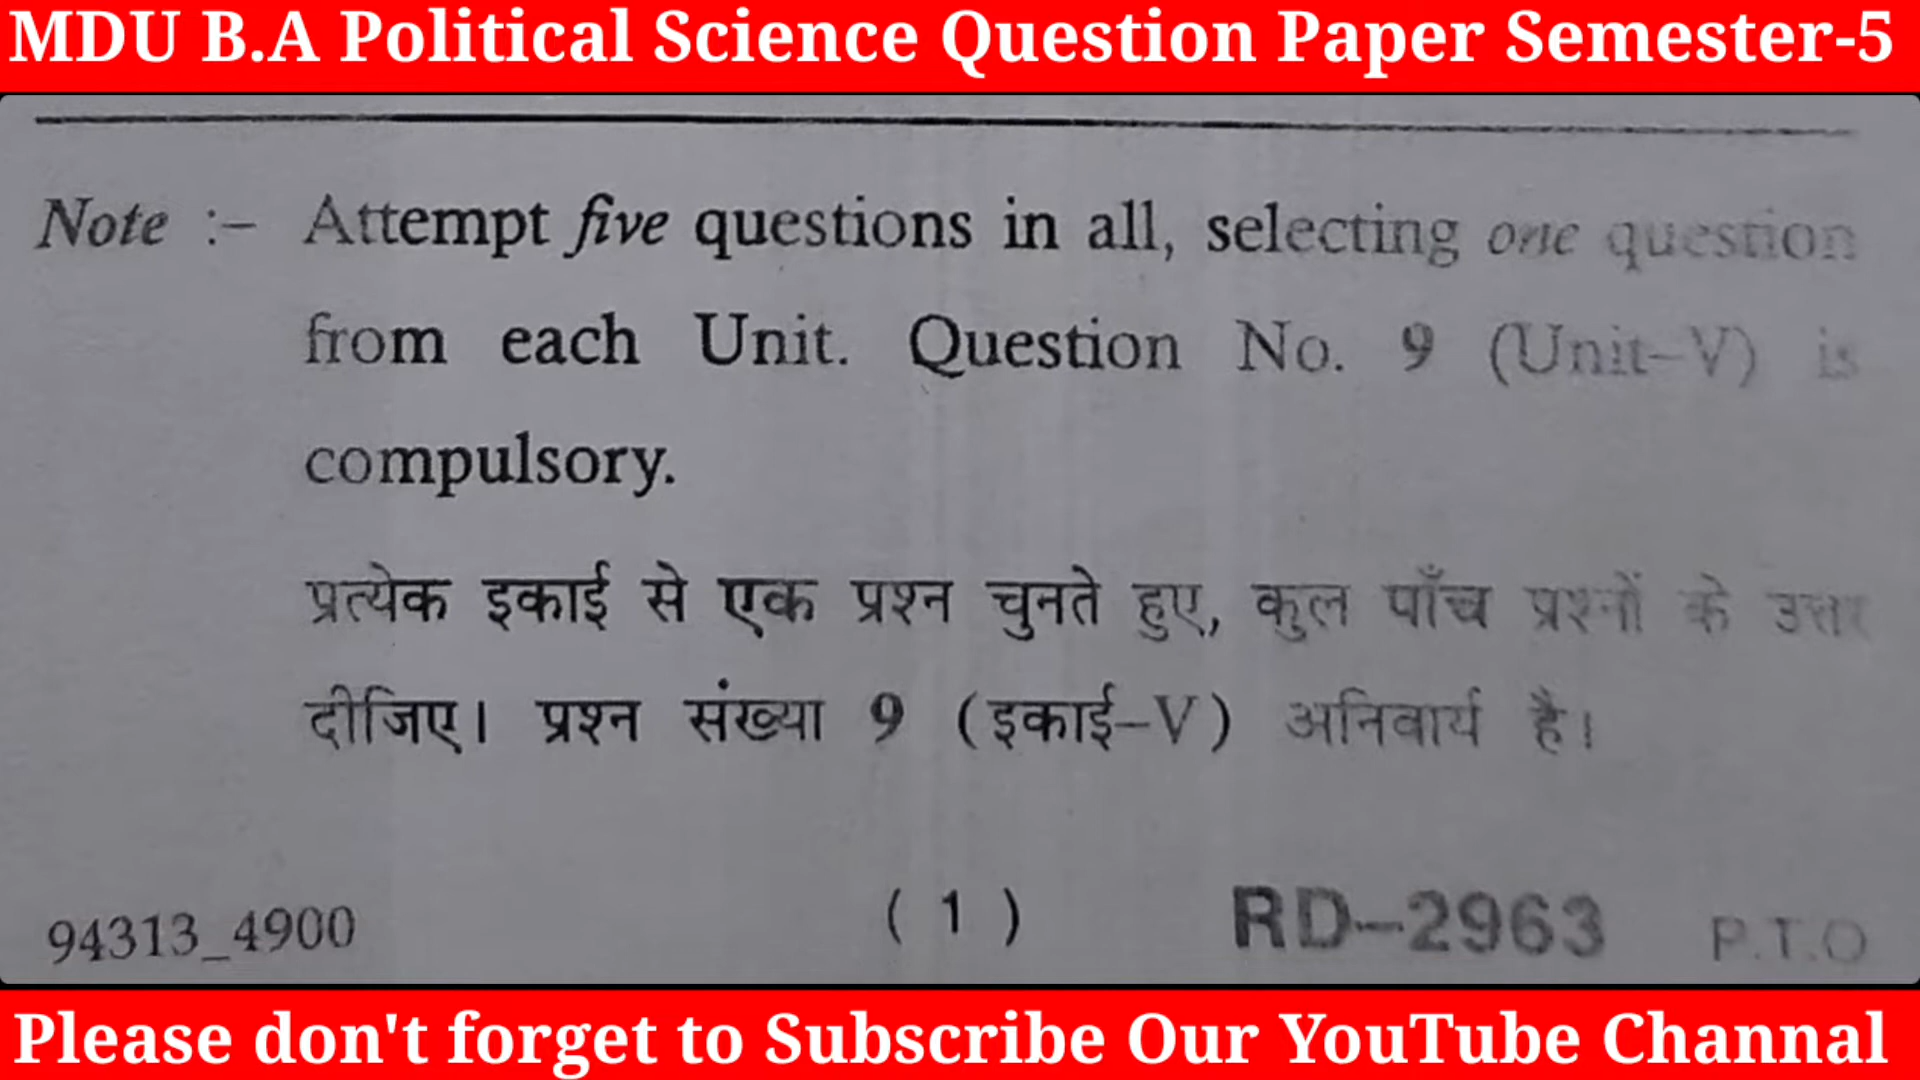 MDU B.A Political Science Question Paper Semester-5
Note :– Attempt five questions in all, selecting one question
from each Unit. Question No. 9 (Unit–V) is
compulsory.
प्रत्येक इकाई से एक प्रश्न चुनते हुए, कुल पाँच प्रश्नों के उत्तर
दीजिए। प्रश्न संख्या 9 (इकाई–V) अनिवार्य है।
94313_4900 ( 1 ) RD–2963 P.T.O
Please don't forget to Subscribe Our YouTube Channal